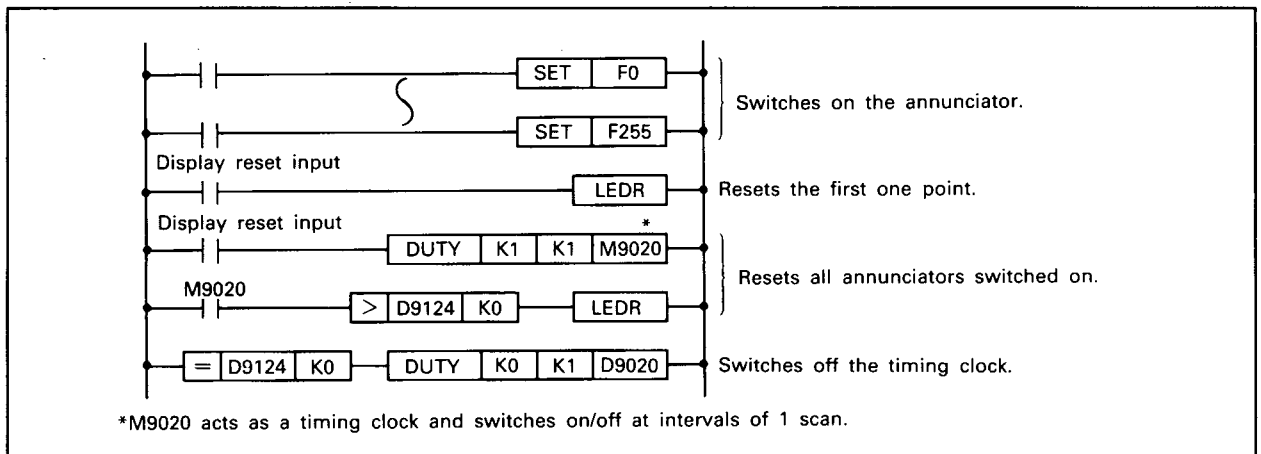 SET F0
Switches on the annunciator.
SET F255
Display reset input
LEDR Resets the first one point.
Display reset input *
DUTY K1 K1 M9020
Resets all annunciators switched on.
M9020
> D9124 K0 LEDR
= D9124 K0 DUTY K0 K1 D9020 Switches off the timing clock.
*M9020 acts as a timing clock and switches on/off at intervals of 1 scan.